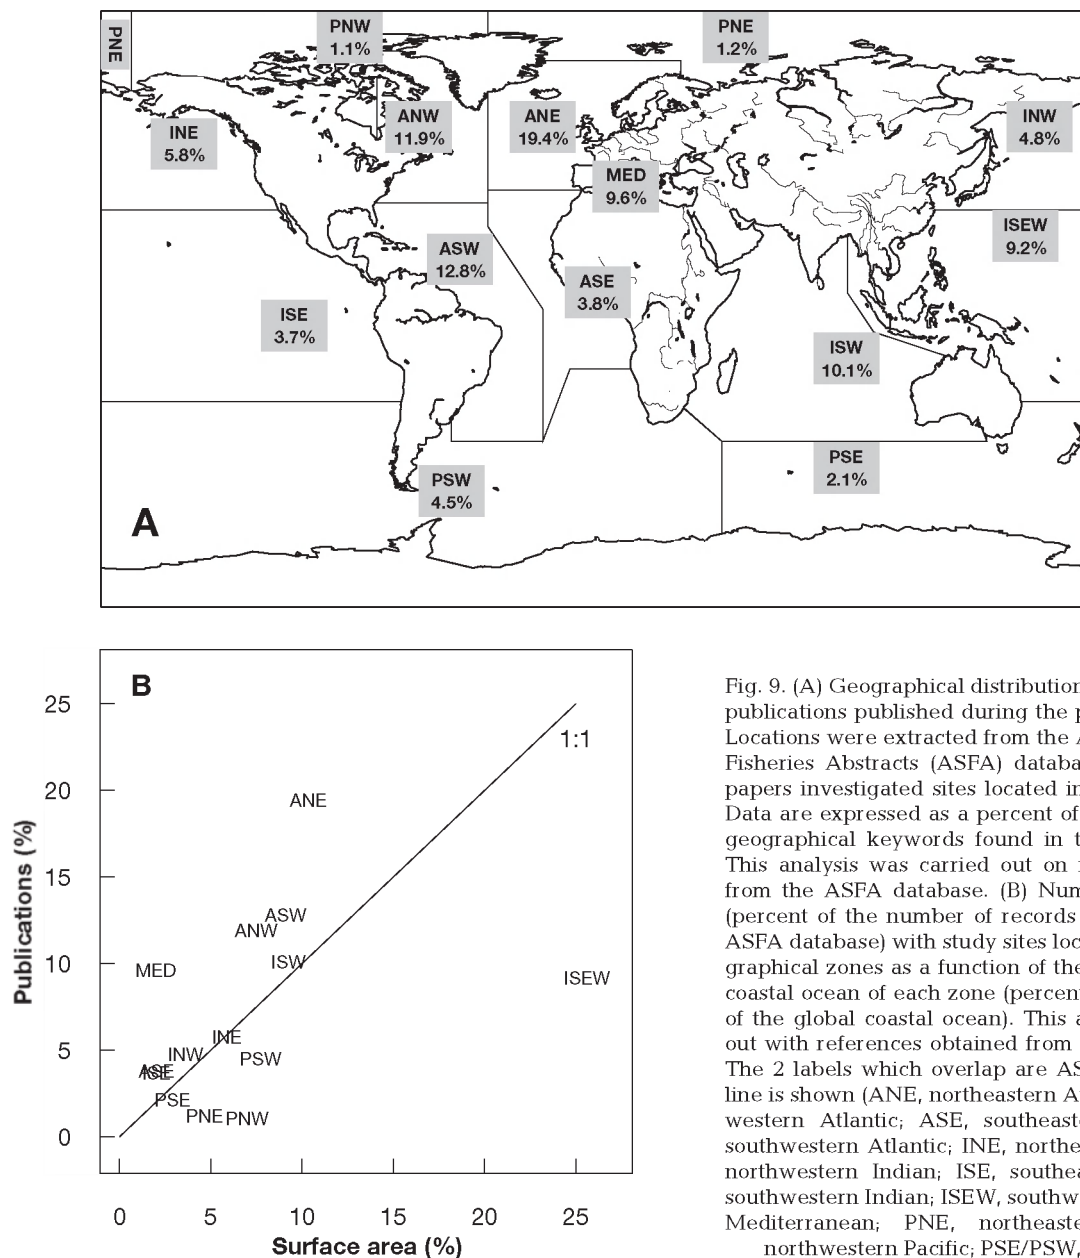 PNE
PNW
1.1%
PNE
1.2%
INE
5.8%
ANW
11.9%
ANE
19.4%
INW
4.8%
MED
9.6%
ISEW
9.2%
ASW
12.8%
ASE
3.8%
ISE
3.7%
ISW
10.1%
PSE
2.1%
PSW
4.5%
A
B
25
20
15
10
5
0
1:1
ANE
ASW
ANW
ISW
MED
ISEW
INE
INW
PSW
ASE
ISE
PSE
PNE
PNW
0 5 10 15 20 25
Surface area (%)
Publications (%)
Fig. 9. (A) Geographical distribution
publications published during the p
Locations were extracted from the A
Fisheries Abstracts (ASFA) databa
papers investigated sites located in
Data are expressed as a percent of
geographical keywords found in t
This analysis was carried out on
from the ASFA database. (B) Num
(percent of the number of records
ASFA database) with study sites loc
graphical zones as a function of the
coastal ocean of each zone (percent
of the global coastal ocean). This a
out with references obtained from
The 2 labels which overlap are AS
line is shown (ANE, northeastern A
western Atlantic; ASE, southeast
southwestern Atlantic; INE, northe
northwestern Indian; ISE, southea
southwestern Indian; ISEW, southw
Mediterranean; PNE, northeaste
northwestern Pacific; PSE/PSW,